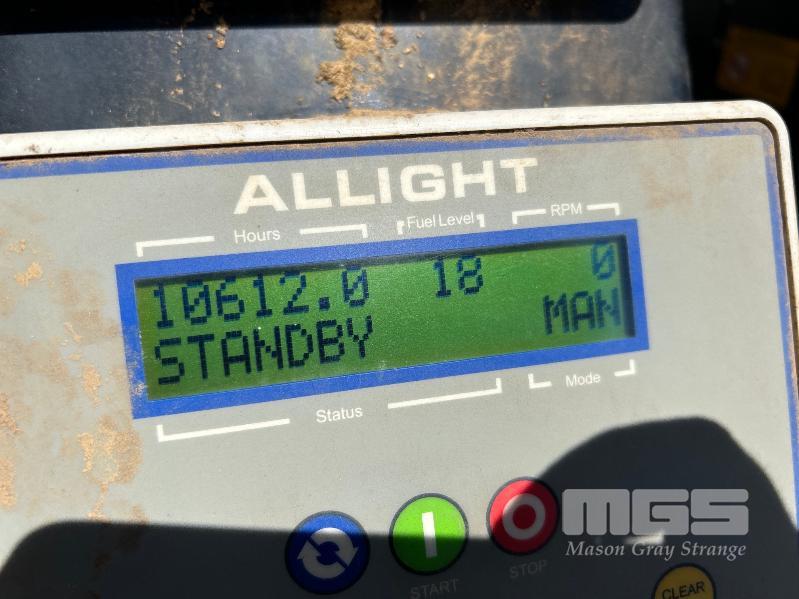 ALLIGHT
Hours Fuel Level RPM
10612.0 18 0
STANDBY MAN
Status Mode
START STOP
CLEAR
MGS
Mason Gray Strange